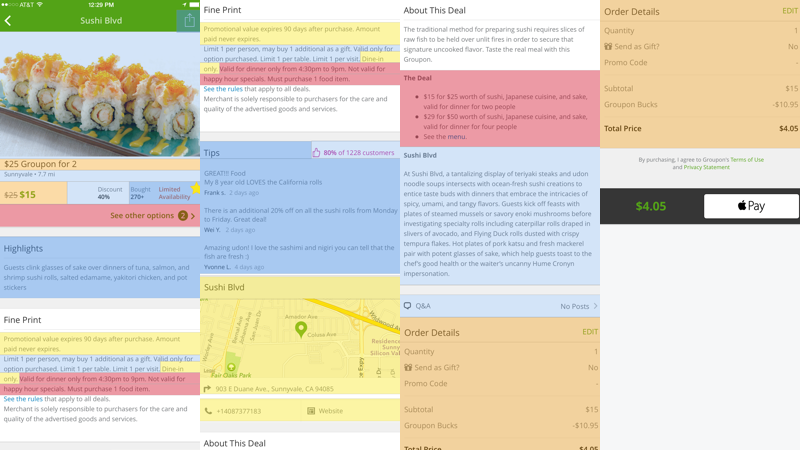 AT&T
12:29 PM
Sushi Blvd
$25 Groupon for 2
Sunnyvale • 7.7 mi
$25 $15
Discount
40%
Bought
270+
Limited
Availability
See other options 2
Highlights
Guests clink glasses of sake over dinners of tuna, salmon, and
shrimp sushi rolls, salted edamame, yakitori chicken, and pot
stickers
Fine Print
Promotional value expires 90 days after purchase. Amount
paid never expires.
Limit 1 per person, may buy 1 additional as a gift. Valid only for
option purchased. Limit 1 per table. Limit 1 per visit. Dine-in
only. Valid for dinner only from 4:30pm to 9pm. Not valid for
happy hour specials. Must purchase 1 food item.
See the rules that apply to all deals.
Merchant is solely responsible to purchasers for the care and
quality of the advertised goods and services.
Fine Print
Promotional value expires 90 days after purchase. Amount
paid never expires.
Limit 1 per person, may buy 1 additional as a gift. Valid only for
option purchased. Limit 1 per table. Limit 1 per visit. Dine-in
only. Valid for dinner only from 4:30pm to 9pm. Not valid for
happy hour specials. Must purchase 1 food item.
See the rules that apply to all deals.
Merchant is solely responsible to purchasers for the care and
quality of the advertised goods and services.
Tips
80% of 1228 customers
GREAT!! Food
My 8 year old LOVES the California rolls
Frank s. 2 days ago
There is an additional 20% off on all the sushi rolls from Monday
to Friday. Great deal!
Wei Y. 2 days ago
Amazing udon! I love the sashimi and nigiri you can tell that the
fish are fresh :)
Yvonne L. 4 days ago
Sushi Blvd
Amador Ave
Colusa Ave
San Juan Dr
Fair Oaks Park
903 E Duane Ave., Sunnyvale, CA 94085
+14087377183
Website
About This Deal
About This Deal
The traditional method for preparing sushi requires slices of
raw fish to be held over unlit fires in order to secure that
signature uncooked flavor. Taste the real meal with this
Groupon.
The Deal
• $15 for $25 worth of sushi, Japanese cuisine, and sake,
valid for dinner for two people
• $29 for $50 worth of sushi, Japanese cuisine, and sake,
valid for dinner for four people
• See the menu.
Sushi Blvd
At Sushi Blvd, a tantalizing display of teriyaki steaks and udon
noodle soups intersects with ocean-fresh sushi creations to
entice taste buds with dinners that embrace the intricacies of
spicy, umami, and tangy flavors. Guests kick off feasts with
plates of steamed mussels or savory enoki mushrooms before
investigating specialty rolls including caterpillar rolls draped in
slivers of avocado, and Flying Duck rolls dusted with crispy
tempura flakes. Hot plates of pork katsu and fresh mackerel
pair with potent glasses of sake, which help guests toast to the
chef's good health or the waiter's uncanny Hume Cronyn
impersonation.
Q&A
No Posts
Order Details
EDIT
Quantity
1
Send as Gift?
No
Promo Code
-
Subtotal
$15
Groupon Bucks
-$10.95
Total Price
$4.05
Order Details
EDIT
Quantity
1
Send as Gift?
No
Promo Code
-
Subtotal
$15
Groupon Bucks
-$10.95
Total Price
$4.05
By purchasing, I agree to Groupon's Terms of Use
and Privacy Statement
$4.05
Pay